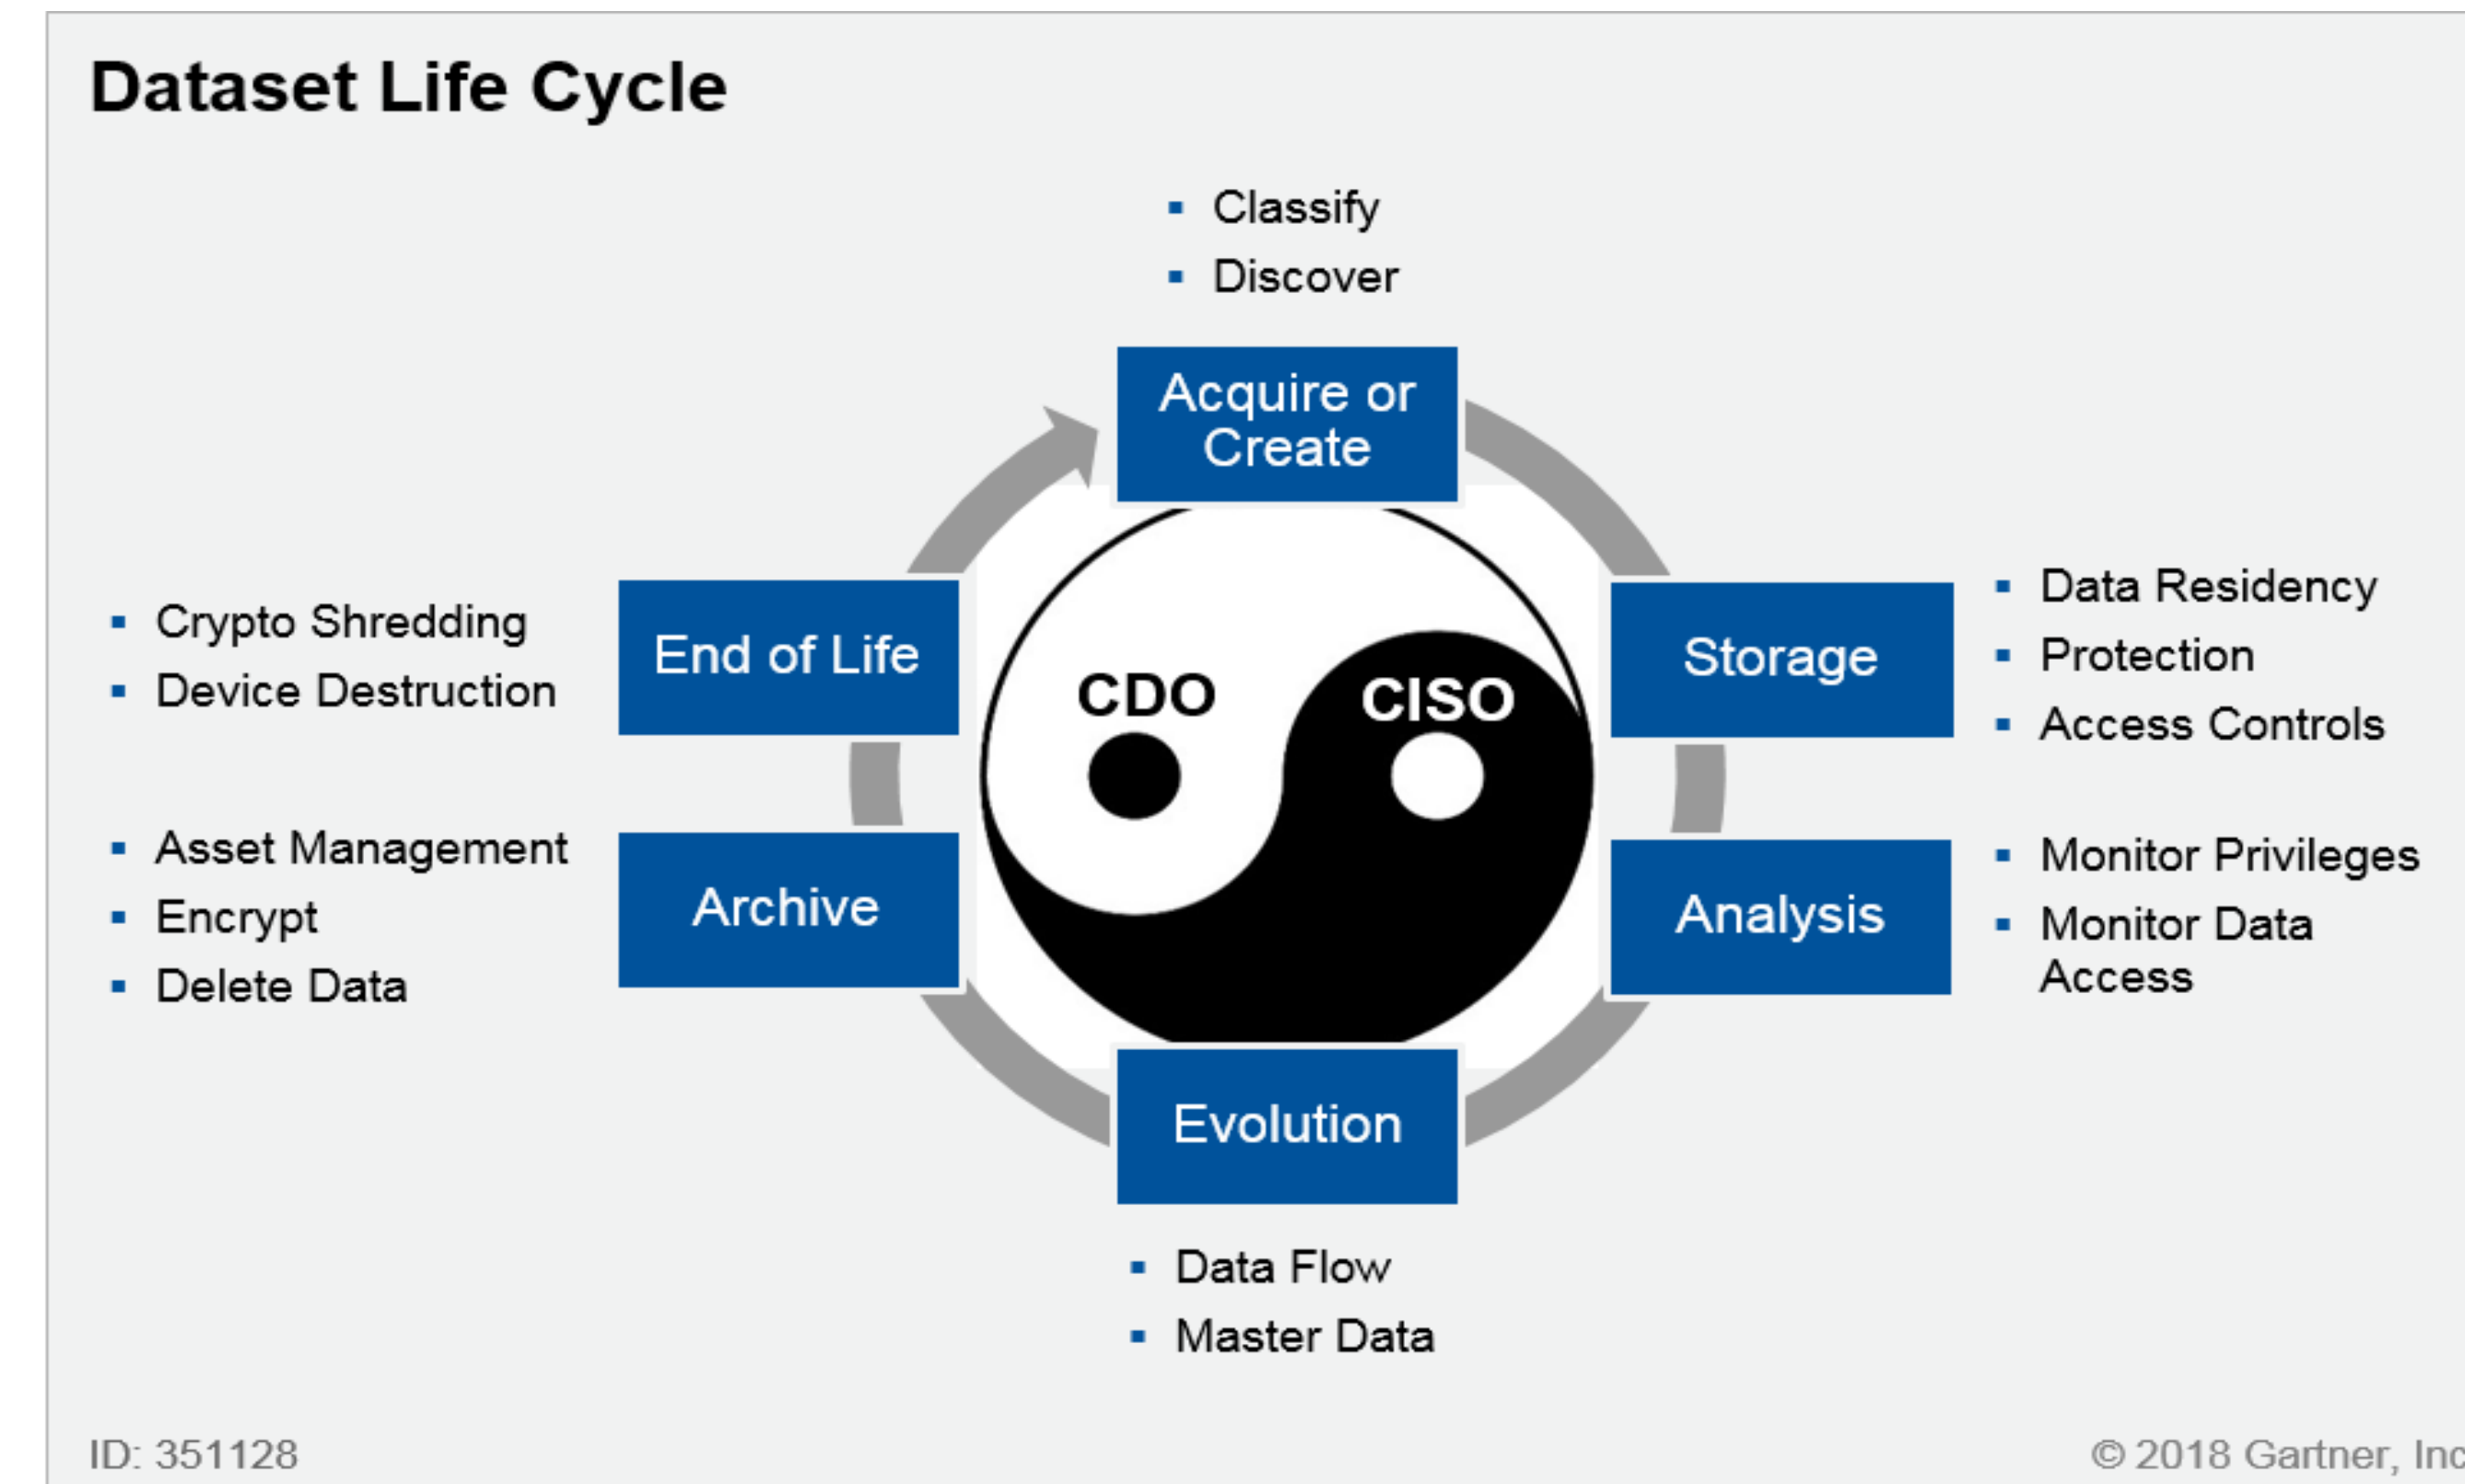 Dataset Life Cycle
▪ Classify
▪ Discover
Acquire or
Create
▪ Crypto Shredding
▪ Device Destruction
End of Life
CDO
CISO
Storage
▪ Data Residency
▪ Protection
▪ Access Controls
▪ Asset Management
▪ Encrypt
▪ Delete Data
Archive
Analysis
▪ Monitor Privileges
▪ Monitor Data
Access
Evolution
▪ Data Flow
▪ Master Data
ID: 351128
© 2018 Gartner, Inc